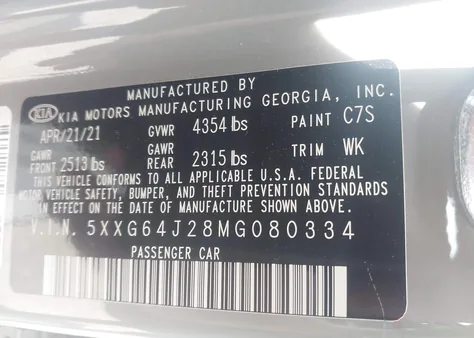 MANUFACTURED BY
KIA KIA MOTORS MANUFACTURING GEORGIA, INC.
APR/21/21 GVWR 4354 lbs PAINT C7S
GAWR FRONT 2513 lbs GAWR REAR 2315 lbs TRIM WK
THIS VEHICLE CONFORMS TO ALL APPLICABLE U.S.A. FEDERAL
MOTOR VEHICLE SAFETY, BUMPER, AND THEFT PREVENTION STANDARDS
IN EFFECT ON THE DATE OF MANUFACTURE SHOWN ABOVE.
V.I.N. 5XXG64J28MG080334
PASSENGER CAR